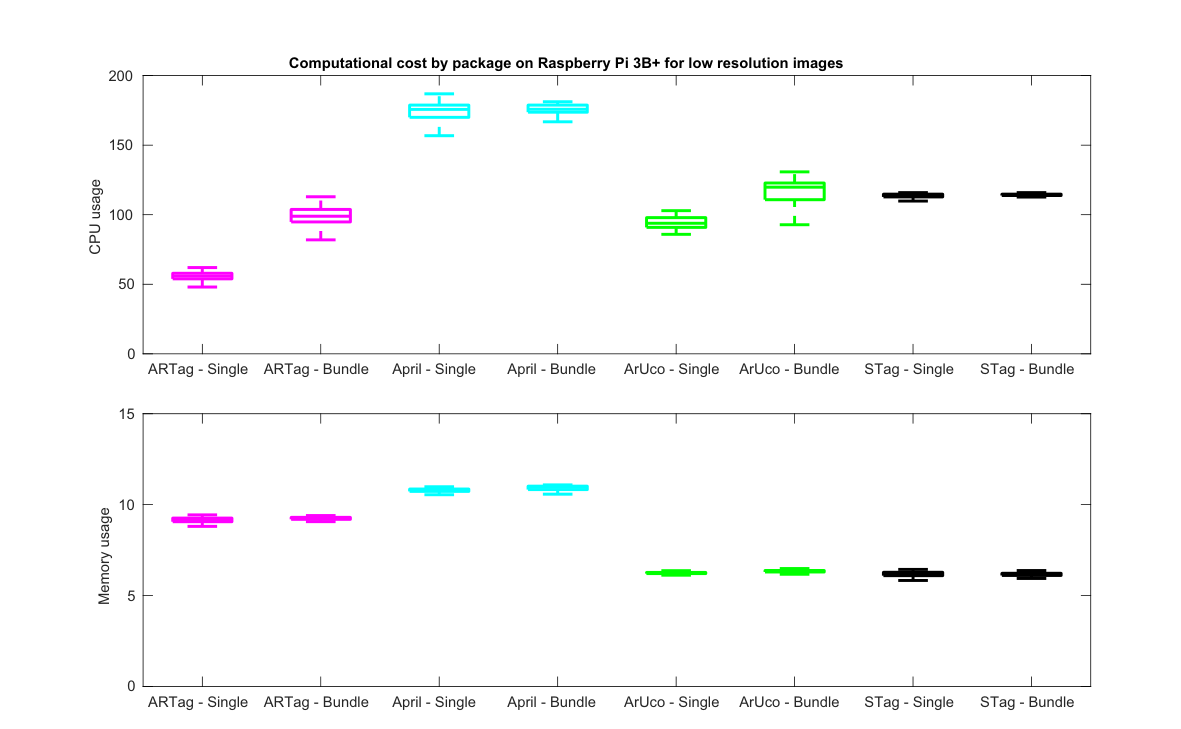 Computational cost by package on Raspberry Pi 3B+ for low resolution images
200
150
100
50
0
CPU usage
ARTag - Single ARTag - Bundle April - Single April - Bundle ArUco - Single ArUco - Bundle STag - Single STag - Bundle
15
10
5
0
Memory usage
ARTag - Single ARTag - Bundle April - Single April - Bundle ArUco - Single ArUco - Bundle STag - Single STag - Bundle